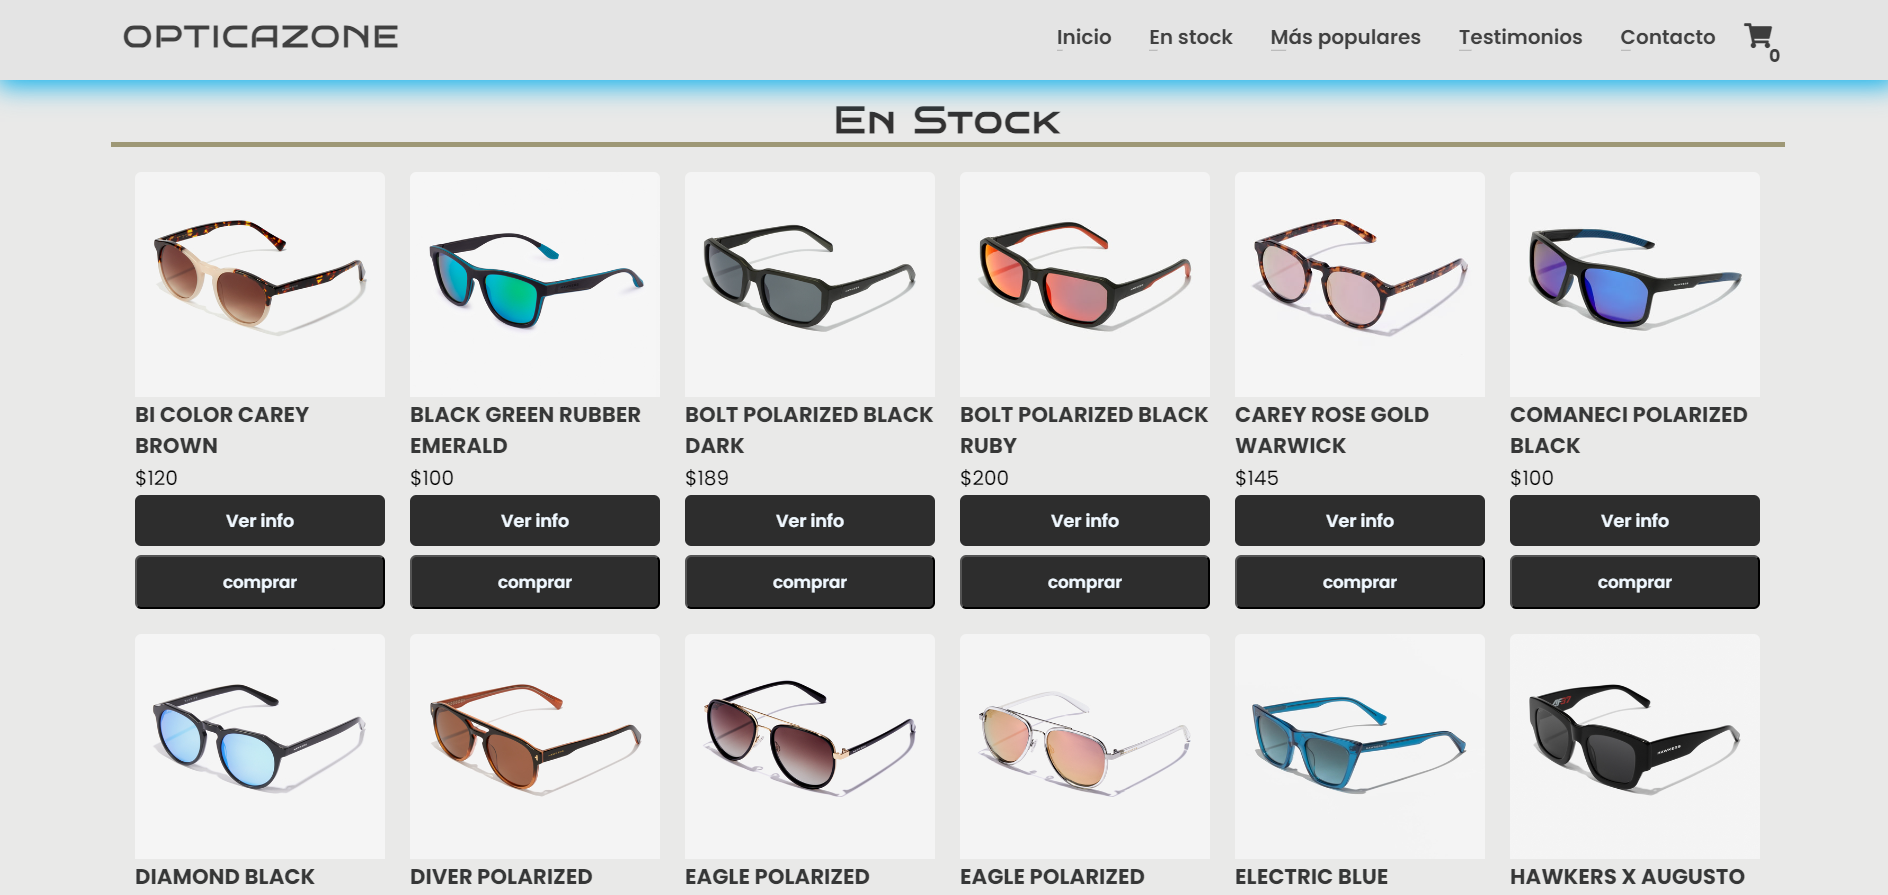 OPTICAZONE
Inicio
En stock
Más populares
Testimonios
Contacto
0
En Stock
BI COLOR CAREY
BROWN
$120
Ver info
comprar
BLACK GREEN RUBBER
EMERALD
$100
Ver info
comprar
BOLT POLARIZED BLACK
DARK
$189
Ver info
comprar
BOLT POLARIZED BLACK
RUBY
$200
Ver info
comprar
CAREY ROSE GOLD
WARWICK
$145
Ver info
comprar
COMANECI POLARIZED
BLACK
$100
Ver info
comprar
DIAMOND BLACK
DIVER POLARIZED
EAGLE POLARIZED
EAGLE POLARIZED
ELECTRIC BLUE
HAWKERS
HAWKERS X AUGUSTO